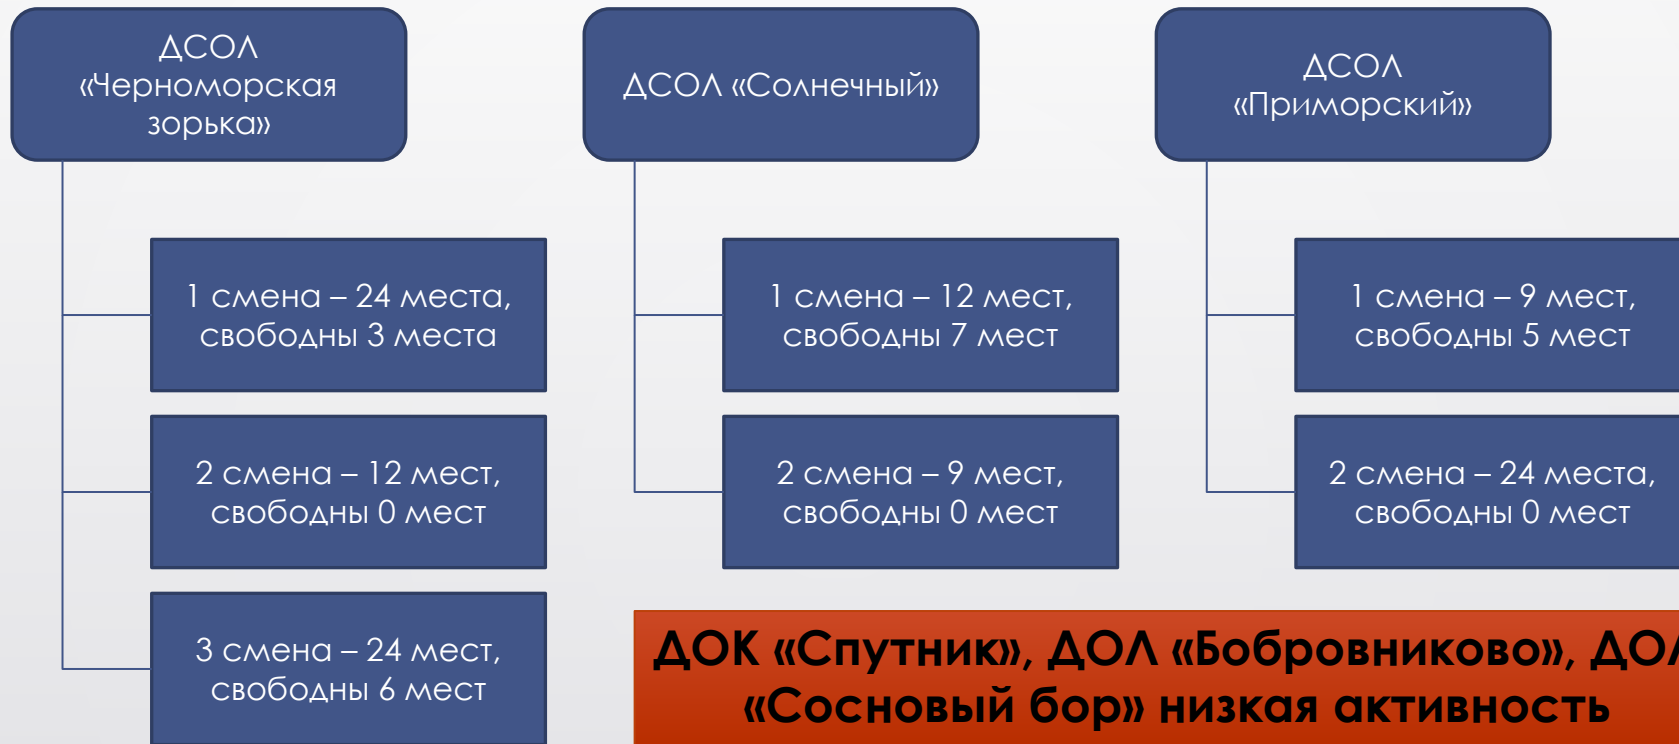 ДСОЛ
«Черноморская
зорька»
1 смена – 24 места,
свободны 3 места
2 смена – 12 мест,
свободны 0 мест
3 смена – 24 мест,
свободны 6 мест
ДСОЛ «Солнечный»
1 смена – 12 мест,
свободны 7 мест
2 смена – 9 мест,
свободны 0 мест
ДСОЛ
«Приморский»
1 смена – 9 мест,
свободны 5 мест
2 смена – 24 места,
свободны 0 мест
ДОК «Спутник», ДОЛ «Бобровниково», ДОЛ
«Сосновый бор» низкая активность